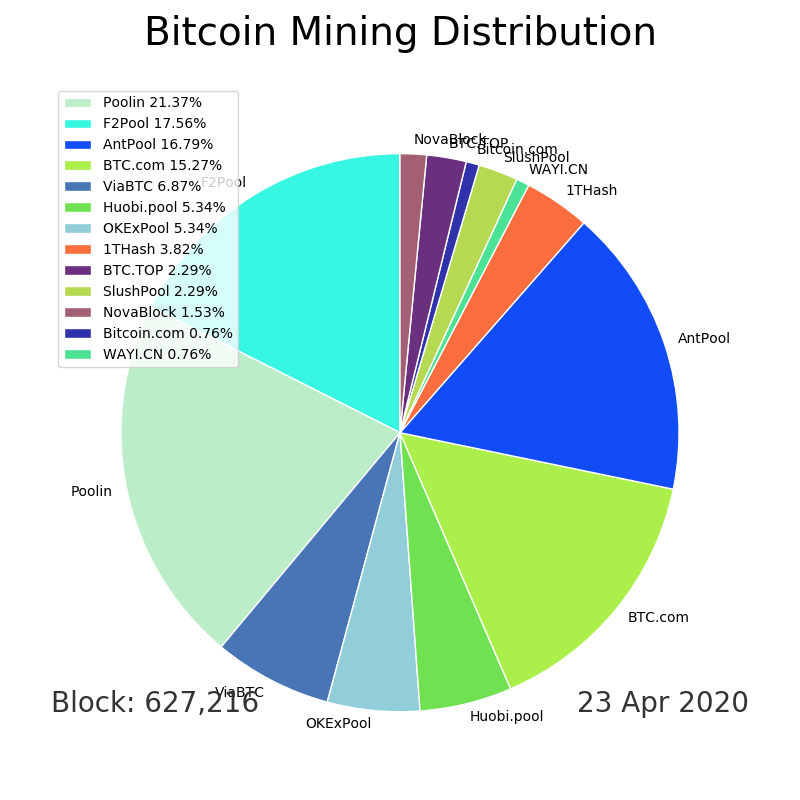 Bitcoin Mining Distribution
Poolin 21.37%
F2Pool 17.56%
AntPool 16.79%
BTC.com 15.27%
ViaBTC 6.87%
Huobi.pool 5.34%
OKExPool 5.34%
1THash 3.82%
BTC.TOP 2.29%
SlushPool 2.29%
NovaBlock 1.53%
Bitcoin.com 0.76%
WAYI.CN 0.76%
NovaBlock
BTC.TOP
Bitcoin.com
SlushPool
WAYI.CN
1THash
F2Pool
AntPool
Poolin
BTC.com
ViaBTC
Huobi.pool
OKExPool
Block: 627,216
23 Apr 2020